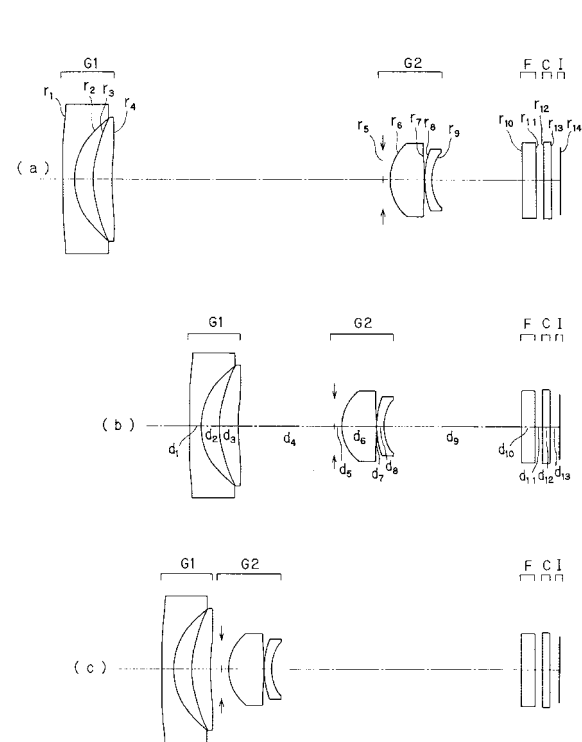 G1 G2 F C I
r1 r2 r3 r4 r5 r6 r7 r8 r9 r10 r11 r12 r13 r14
(a)
G1 G2 F C I
(b)
d1 d2 d3 d4 d5 d6 d7 d8 d9 d10 d11 d12 d13
G1 G2 F C I
(c)